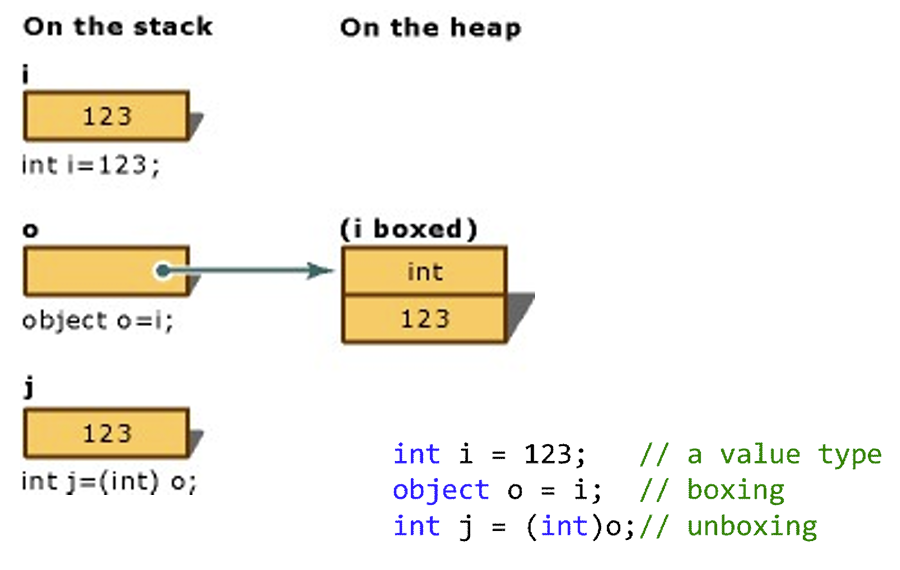 On the stack
On the heap
i
123
int i=123;
o
(i boxed)
int
123
object o=i;
j
123
int j=(int) o;
int i = 123;   // a value type
object o = i;  // boxing
int j = (int)o;// unboxing